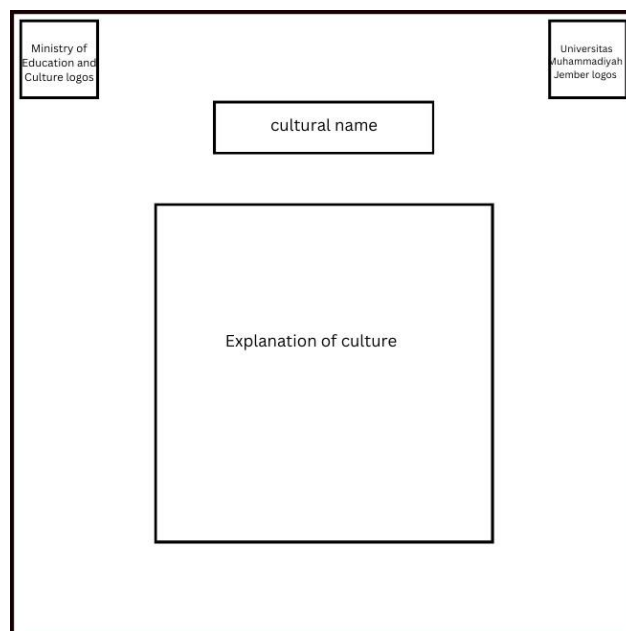 Ministry of
Education and
Culture logos
Universitas
Muhammadiyah
Jember logos
cultural name
Explanation of culture